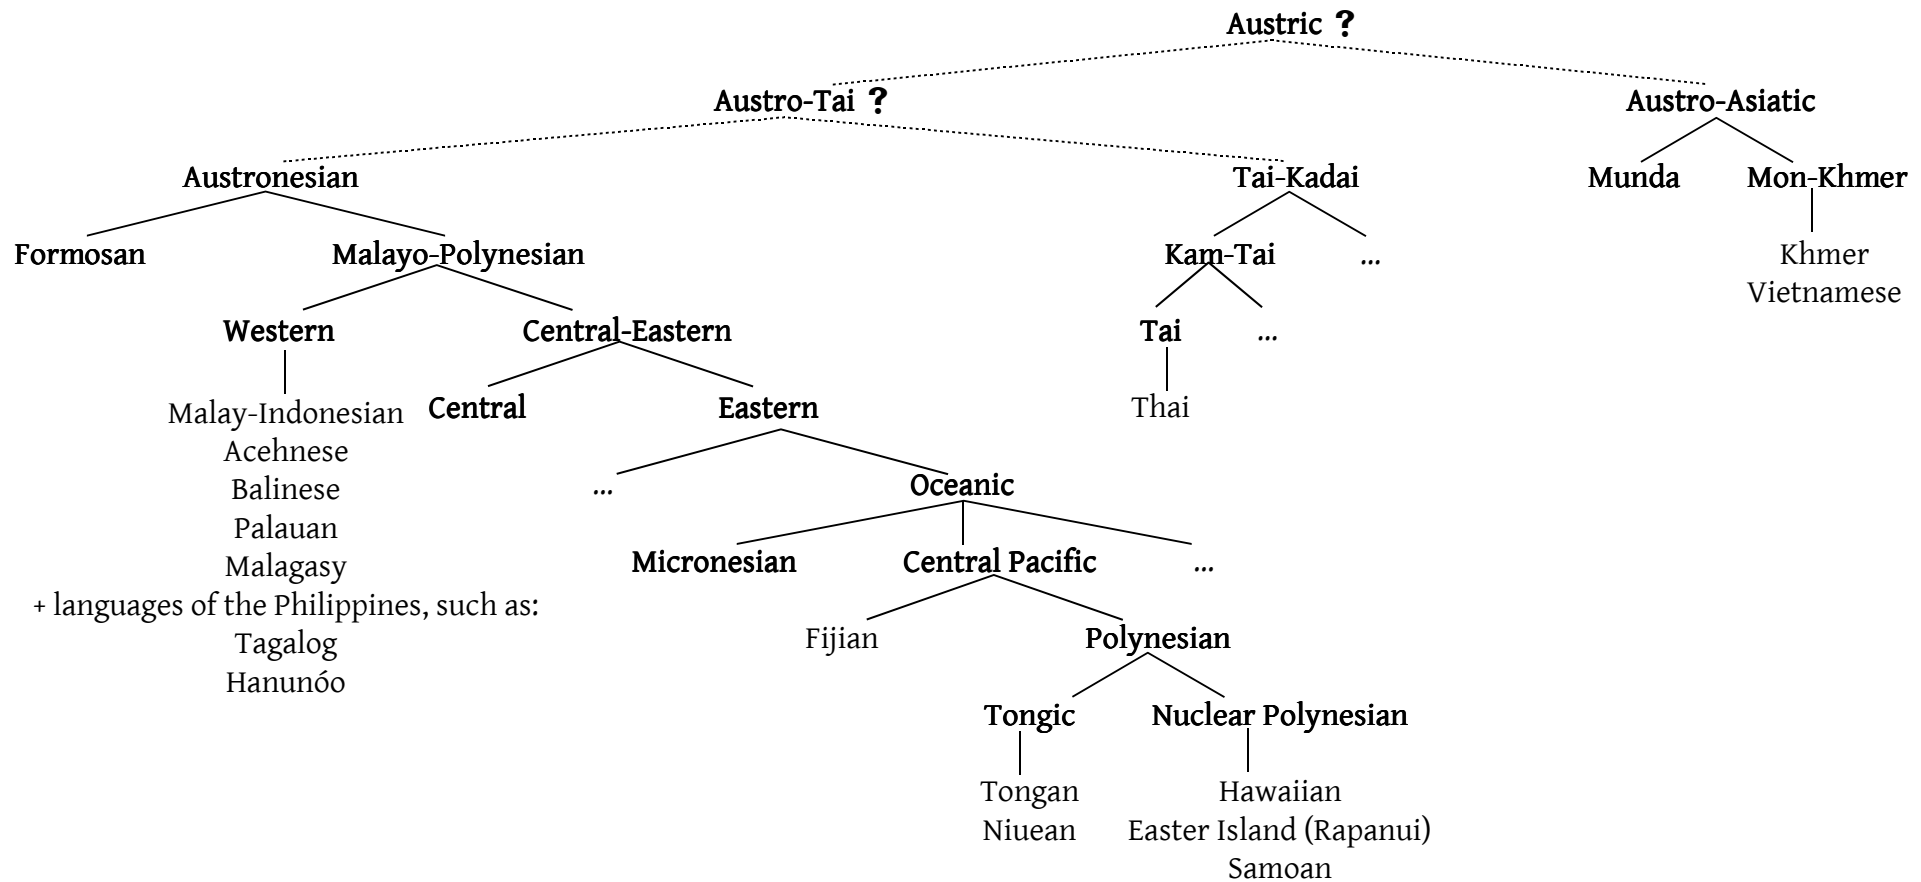 Austric ?
Austro-Tai ?
Austro-Asiatic
Austronesian
Tai-Kadai
Munda
Mon-Khmer
Formosan
Malayo-Polynesian
Kam-Tai
...
Khmer
Vietnamese
Western
Central-Eastern
Tai
...
Malay-Indonesian
Central
Eastern
Thai
Acehnese
Balinese
...
Oceanic
Palauan
Malagasy
Micronesian
Central Pacific
...
+ languages of the Philippines, such as:
Tagalog
Fijian
Polynesian
Hanunóo
Tongic
Nuclear Polynesian
Tongan
Hawaiian
Niuean
Easter Island (Rapanui)
Samoan